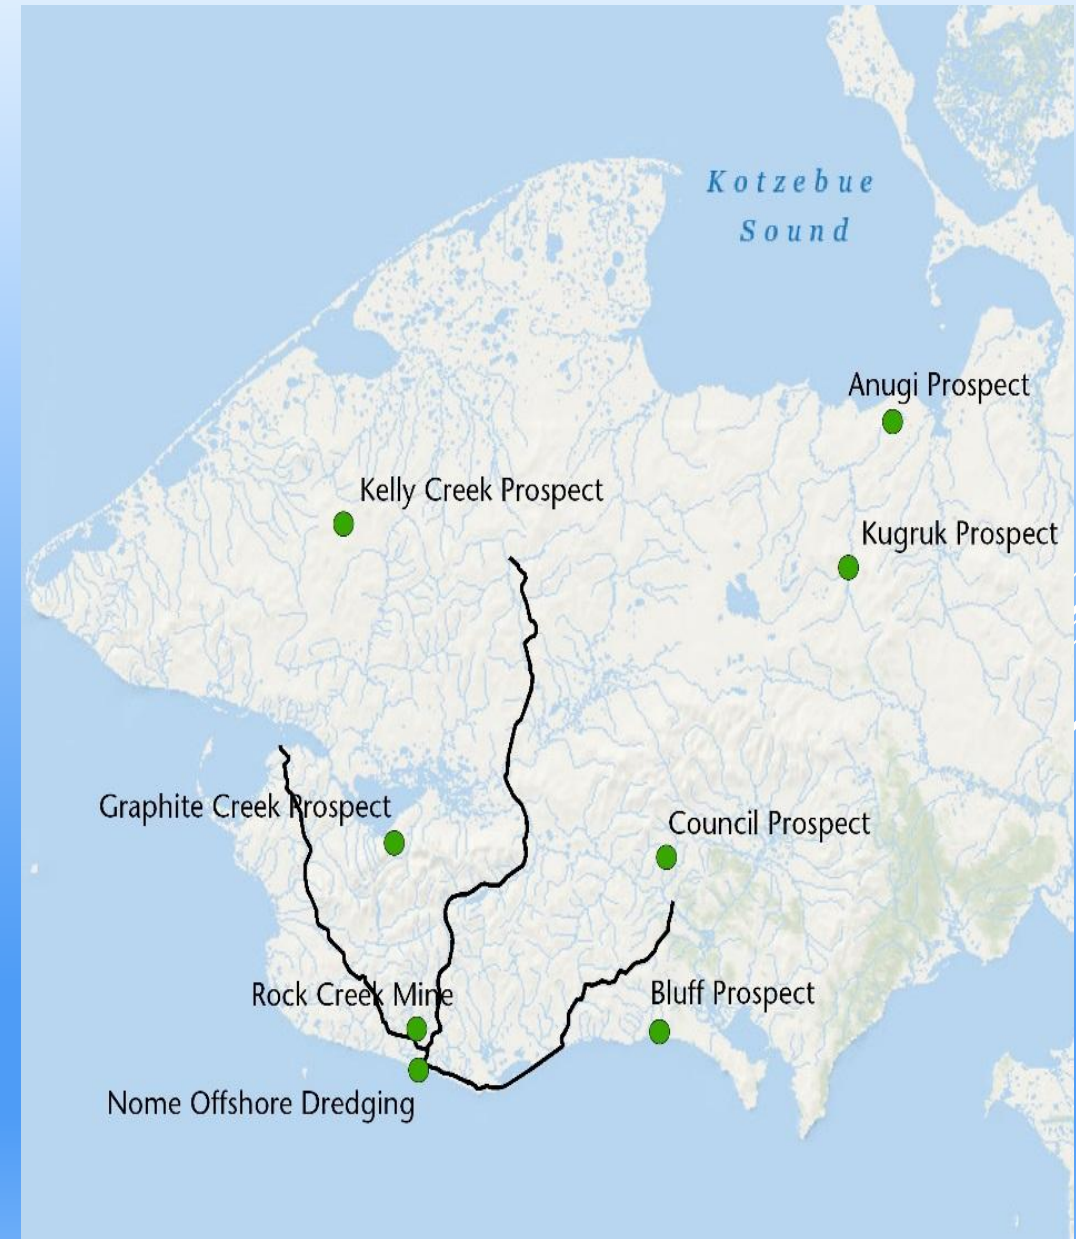 Kotzebue
Sound
Anugi Prospect
Kelly Creek Prospect
Kugruk Prospect
Graphite Creek Prospect
Council Prospect
Rock Creek Mine
Bluff Prospect
Nome Offshore Dredging